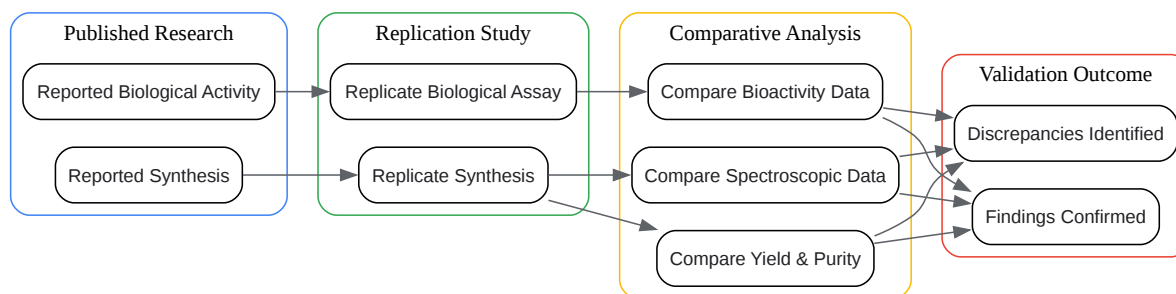 Published Research
Reported Biological Activity
Reported Synthesis
Replication Study
Replicate Biological Assay
Replicate Synthesis
Comparative Analysis
Compare Bioactivity Data
Compare Spectroscopic Data
Compare Yield & Purity
Validation Outcome
Discrepancies Identified
Findings Confirmed